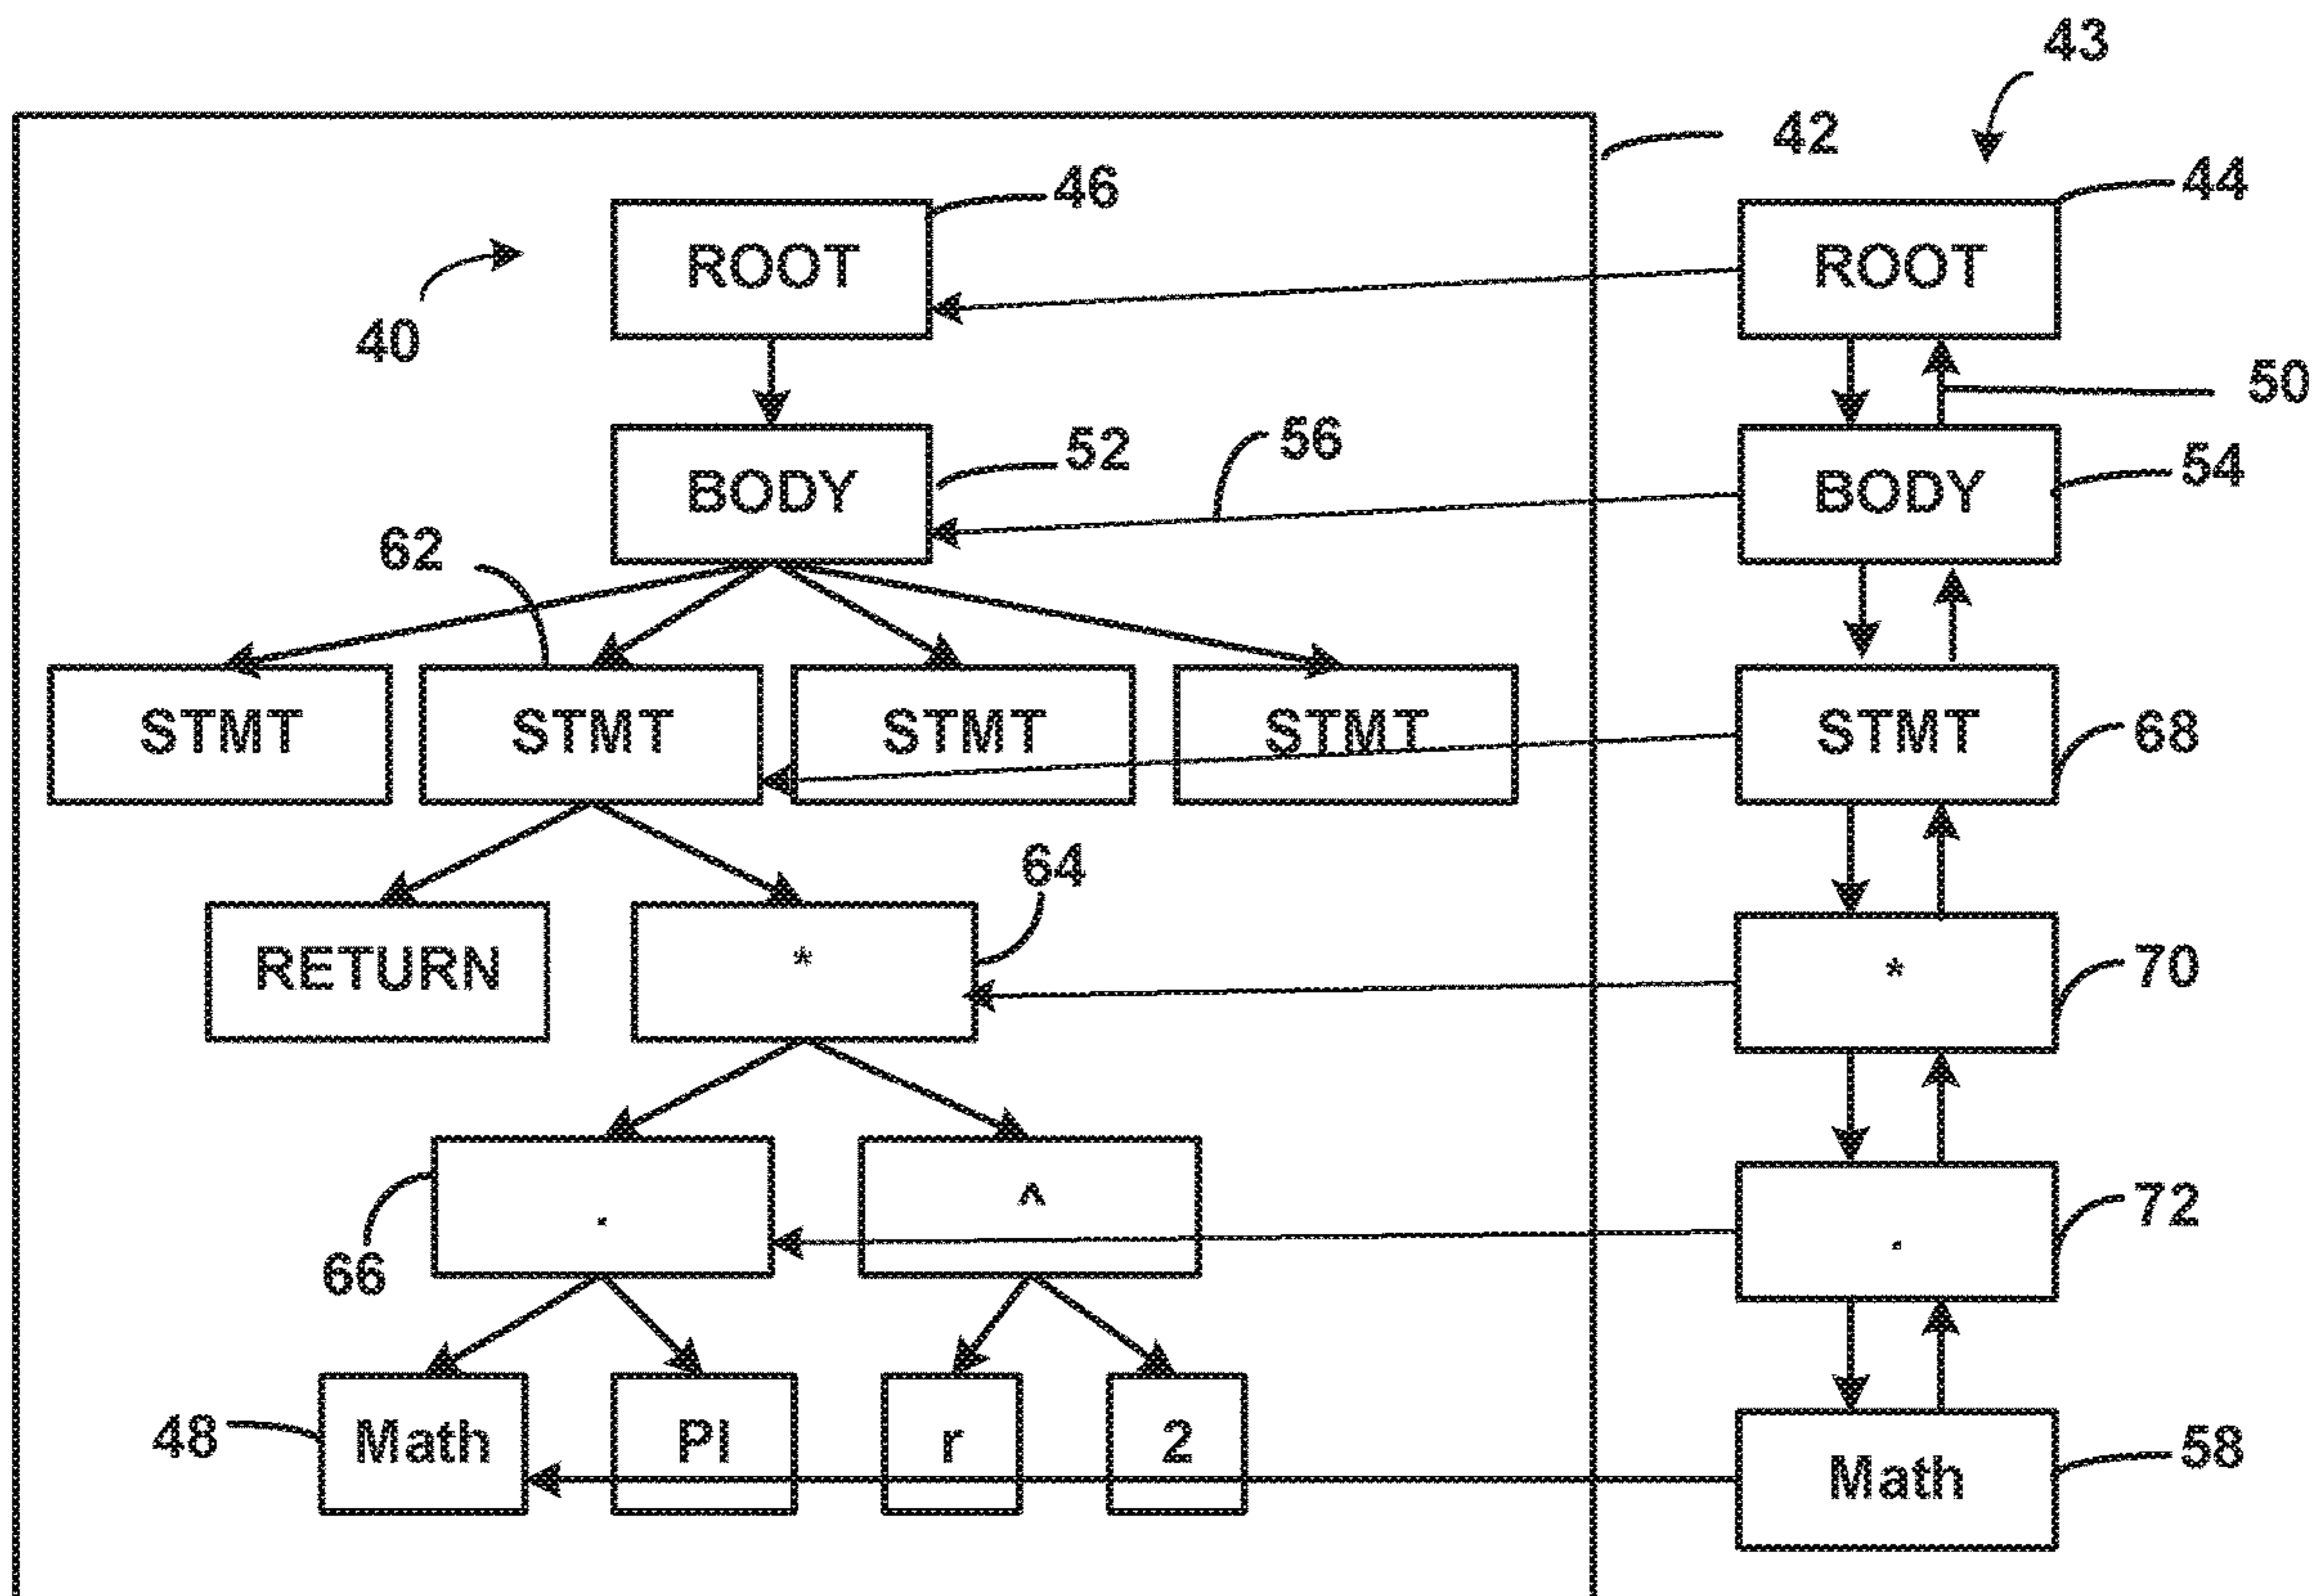 43
42
46 44
ROOT ROOT
40
50
52 56 54
BODY BODY
62
STMT STMT STMT STMT STMT 68
64
RETURN * * 70
. ^ . 72
66
48 Math PI r 2 Math 58